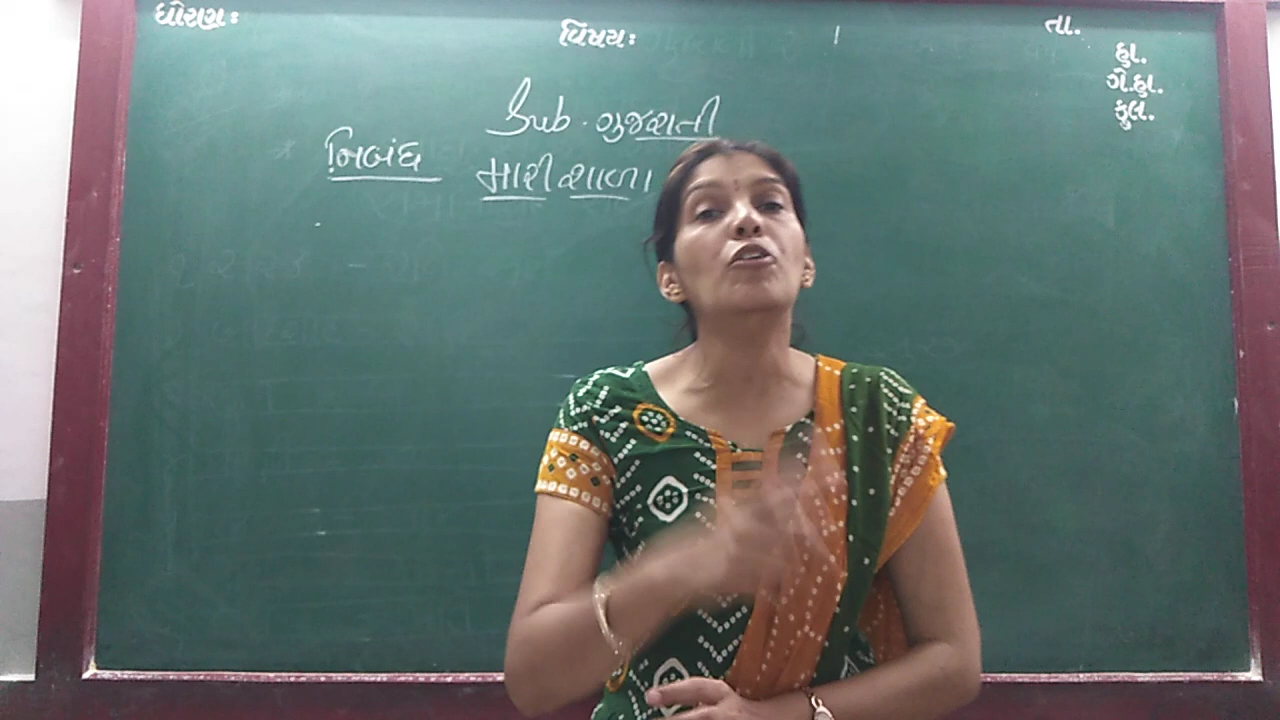 ધોરણઃ
વિષયઃ
તા.
હા.
ગે.હા.
કુલ.
Sub. ગુજરાતી
નિબંધ
મારી શાળા